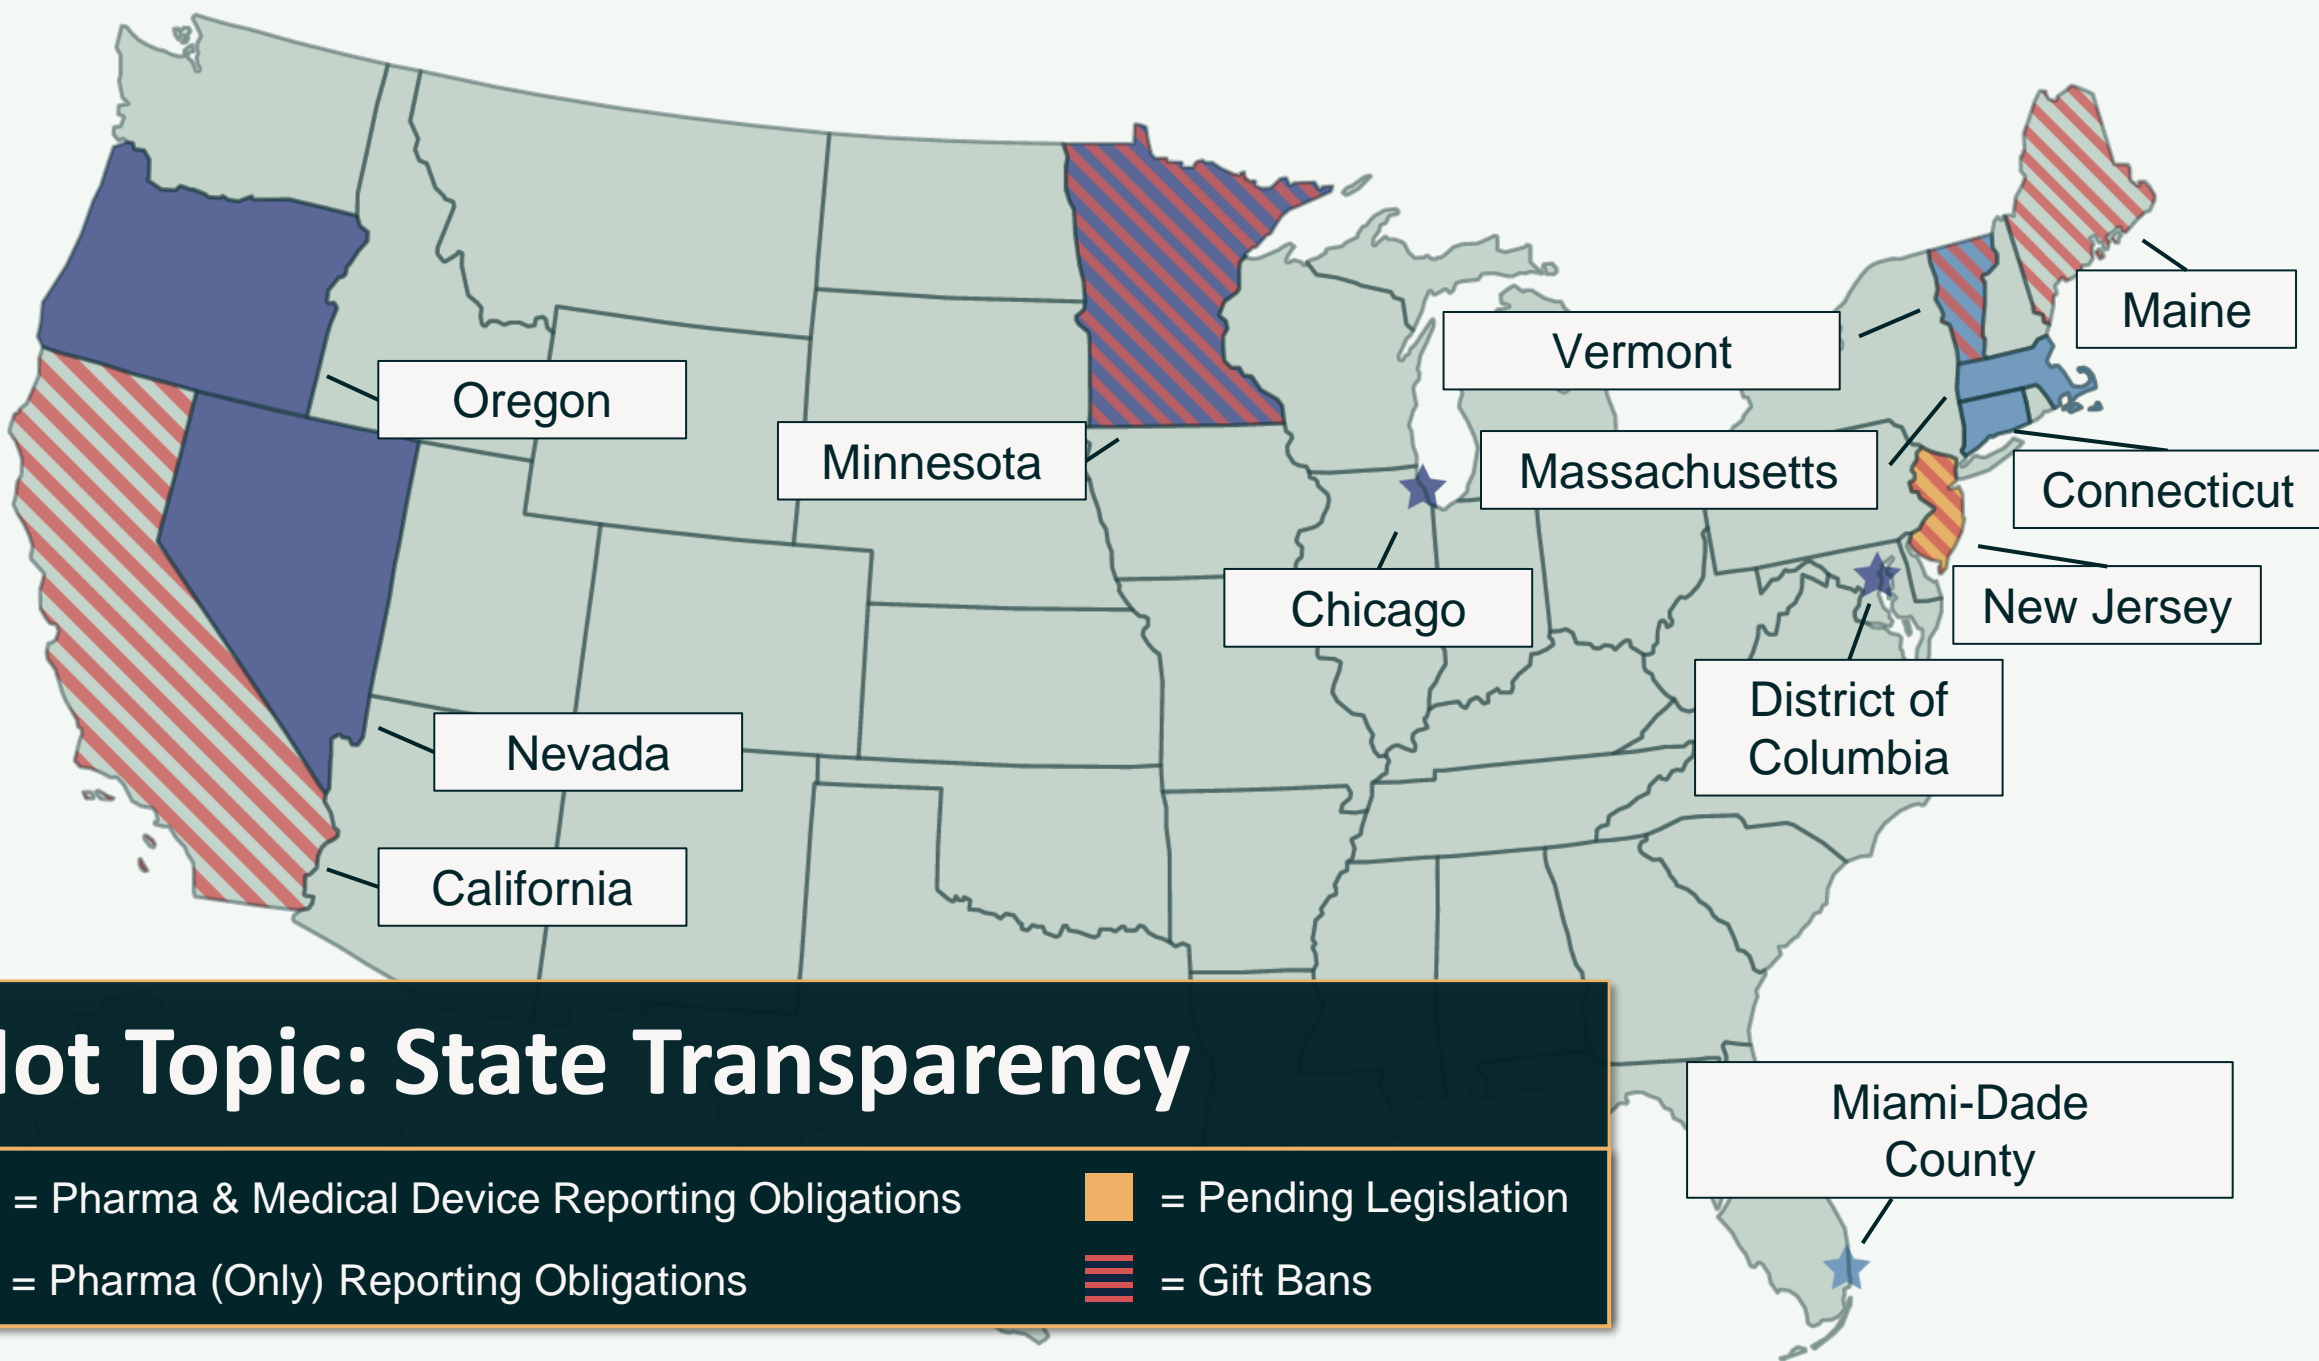 Maine
Vermont
Oregon
Minnesota
Massachusetts
Connecticut
Chicago
New Jersey
District of
Columbia
Nevada
California
ot Topic: State Transparency
Miami-Dade
County
= Pharma & Medical Device Reporting Obligations
= Pending Legislation
= Pharma (Only) Reporting Obligations
= Gift Bans